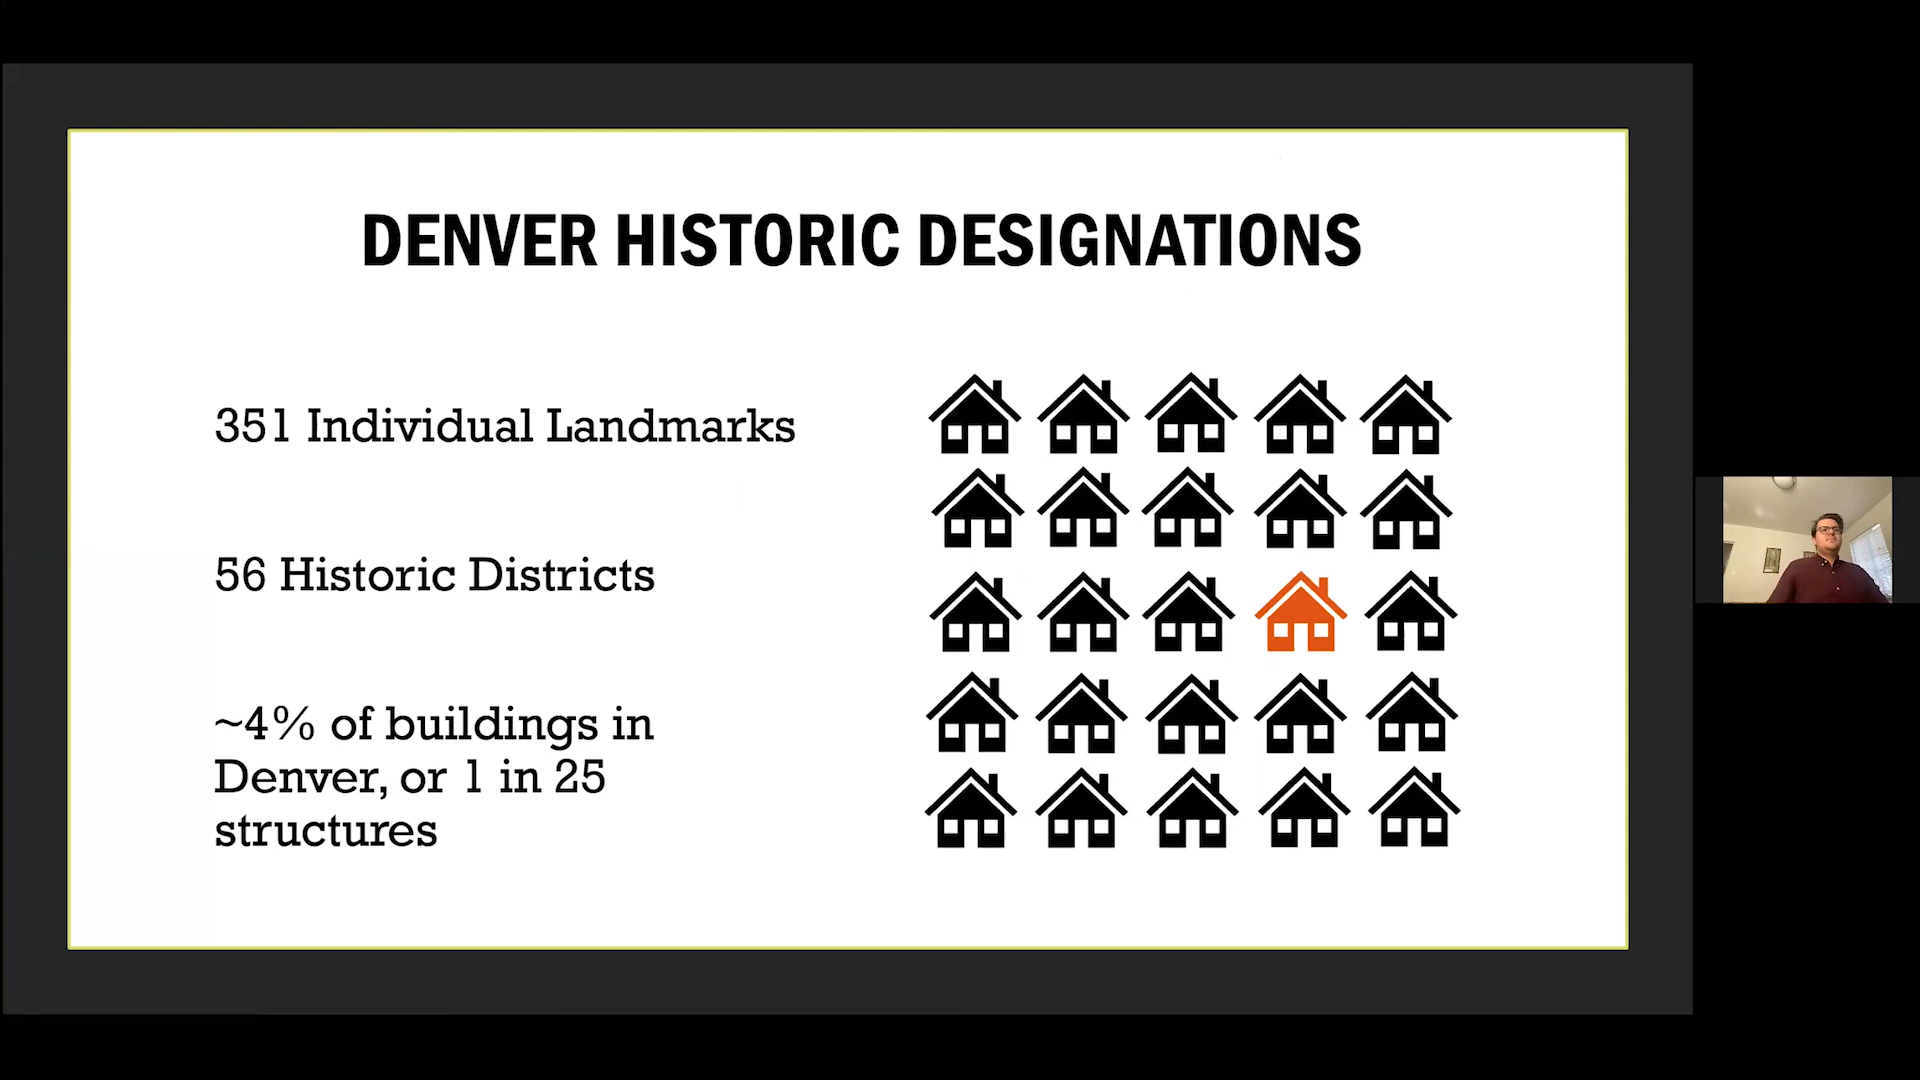 DENVER HISTORIC DESIGNATIONS
351 Individual Landmarks
56 Historic Districts
~4% of buildings in
Denver, or 1 in 25
structures